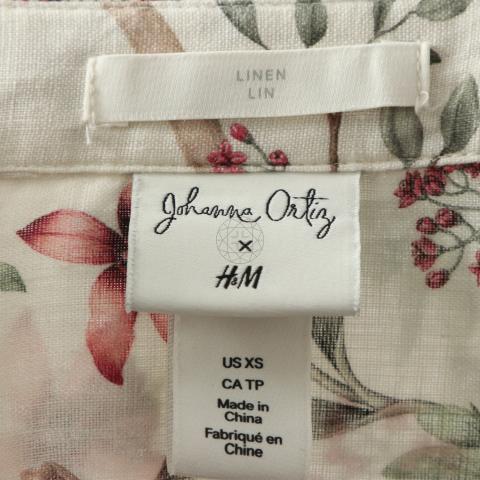 LINEN
LIN
Johanna Ortiz
x
H&M
US XS
CA TP
Made in
China
Fabriqué en
Chine